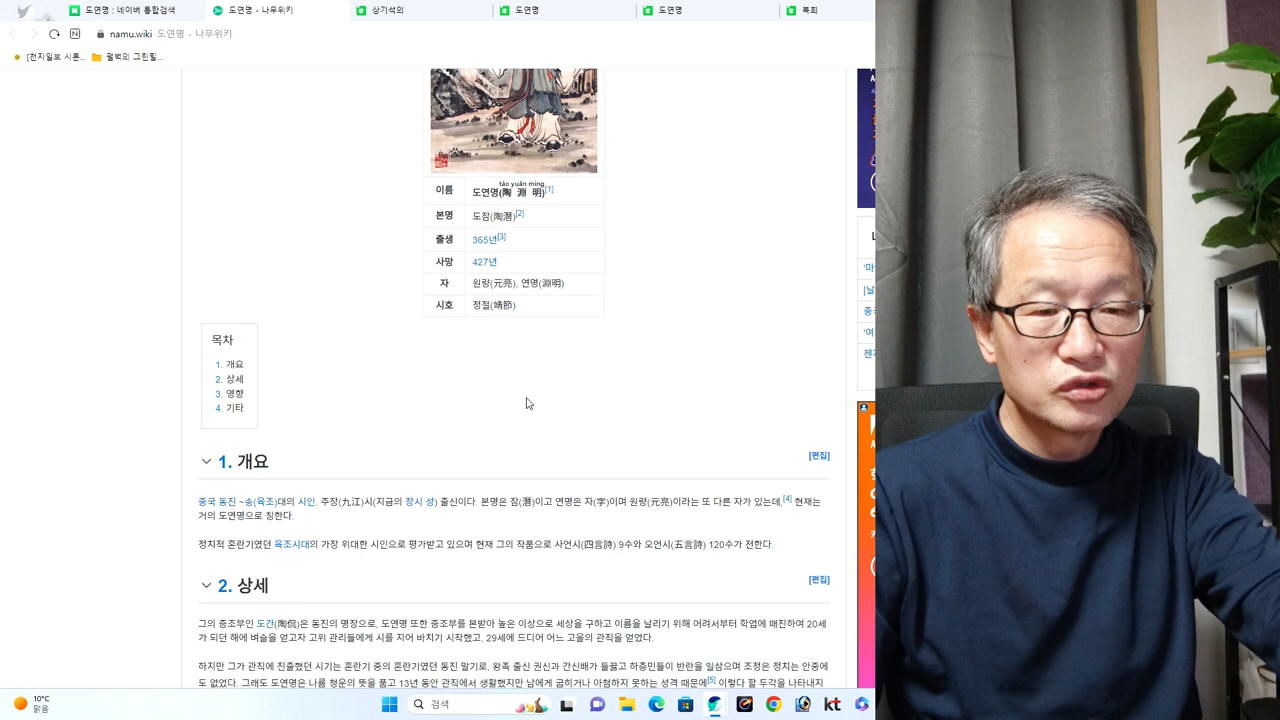 도연명 : 네이버 통합검색
도연명 - 나무위키
상기석의
도연명
도연명
복희
namu.wiki 도연명 - 나무위키
[천지일보 시론...
펄벅의 그린힐...
táo yuān míng
이름 도연명(陶 淵 明)[1]
본명 도잠(陶潛)[2]
출생 365년[3]
사망 427년
자 원량(元亮), 연명(淵明)
시호 정절(靖節)
목차
1. 개요
2. 상세
3. 영향
4. 기타
1. 개요 [편집]
중국 동진 ~송(육조)대의 시인. 주장(九江)시(지금의 장시 성) 출신이다. 본명은 잠(潛)이고 연명은 자(字)이며 원량(元亮)이라는 또 다른 자가 있는데,[4] 현재는
거의 도연명으로 칭한다.
정치적 혼란기였던 육조시대의 가장 위대한 시인으로 평가받고 있으며 현재 그의 작품으로 사언시(四言詩) 9수와 오언시(五言詩) 120수가 전한다.
2. 상세 [편집]
그의 증조부인 도간(陶侃)은 동진의 명장으로, 도연명 또한 증조부를 본받아 높은 이상으로 세상을 구하고 이름을 날리기 위해 어려서부터 학업에 매진하여 20세
가 되던 해에 벼슬을 얻고자 고위 관리들에게 시를 지어 바치기 시작했고, 29세에 드디어 어느 고을의 관직을 얻었다.
하지만 그가 관직에 진출했던 시기는 혼란기 중의 혼란기였던 동진 말기로, 왕족 출신 권신과 간신배가 들끓고 하층민들이 반란을 일삼으며 조정은 정치는 안중에
도 없었다. 그래도 도연명은 나름 청운의 뜻을 품고 13년 동안 관직에서 생활했지만 남에게 굽히거나 아첨하지 못하는 성격 때문에[5] 이렇다 할 두각을 나타내지
10°C
맑음
검색
kt